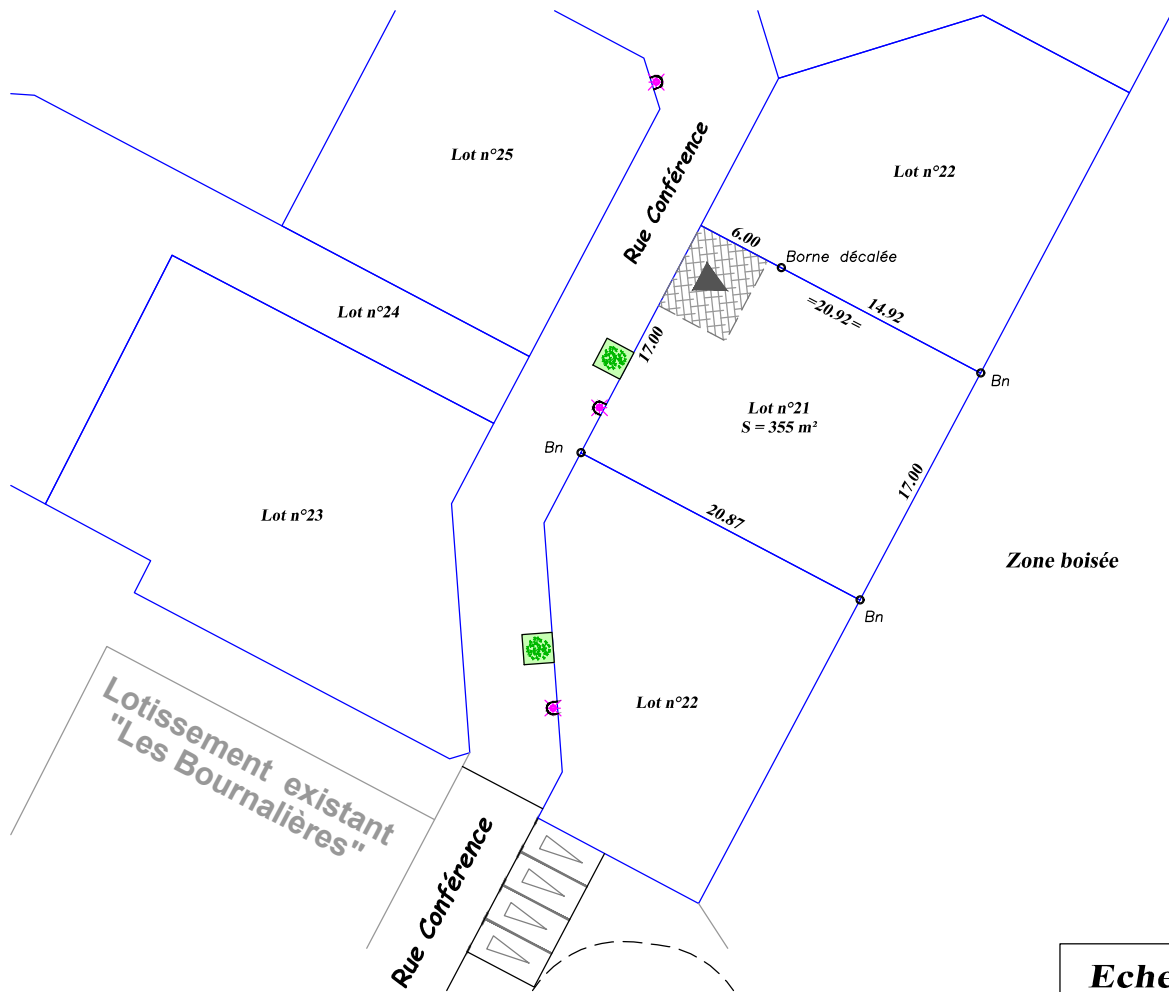 Lot n°25
Rue Conférence
Lot n°22
6.00
Borne décalée
14.92
=20.92=
Lot n°24
17.00
Bn
Lot n°21
S = 355 m²
Bn
17.00
20.87
Lot n°23
Zone boisée
Bn
Lot n°22
Lotissement existant
"Les Bournalières"
Rue Conférence